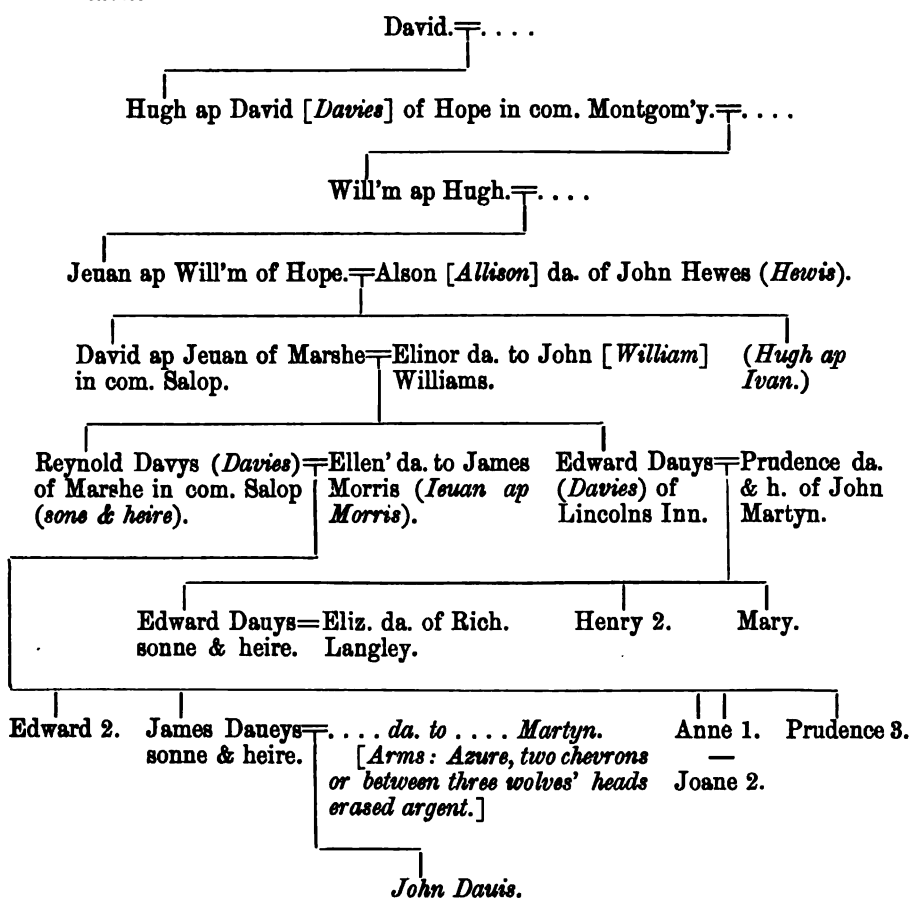 David.=. . . .
Hugh ap David [Davies] of Hope in com. Montgom'y.=. . . .
Will'm ap Hugh.=. . . .
Jeuan ap Will'm of Hope.=Alson [Allison] da. of John Hewes (Hewis).
David ap Jeuan of Marshe=Elinor da. to John [William] (Hugh ap
in com. Salop. Williams. Ivan.)
Reynold Davys (Davies)=Ellen' da. to James Edward Dauys=Prudence da.
of Marshe in com. Salop Morris (Ieuan ap (Davies) of & h. of John
(sone & heire). Morris). Lincolns Inn. Martyn.
Edward Dauys=Eliz. da. of Rich. Henry 2. Mary.
sonne & heire. Langley.
Edward 2. James Daueys=. . . . da. to . . . . Martyn. Anne 1. Prudence 3.
sonne & heire. [Arms: Azure, two chevrons —
or between three wolves' heads Joane 2.
erased argent.]
John Dauis.